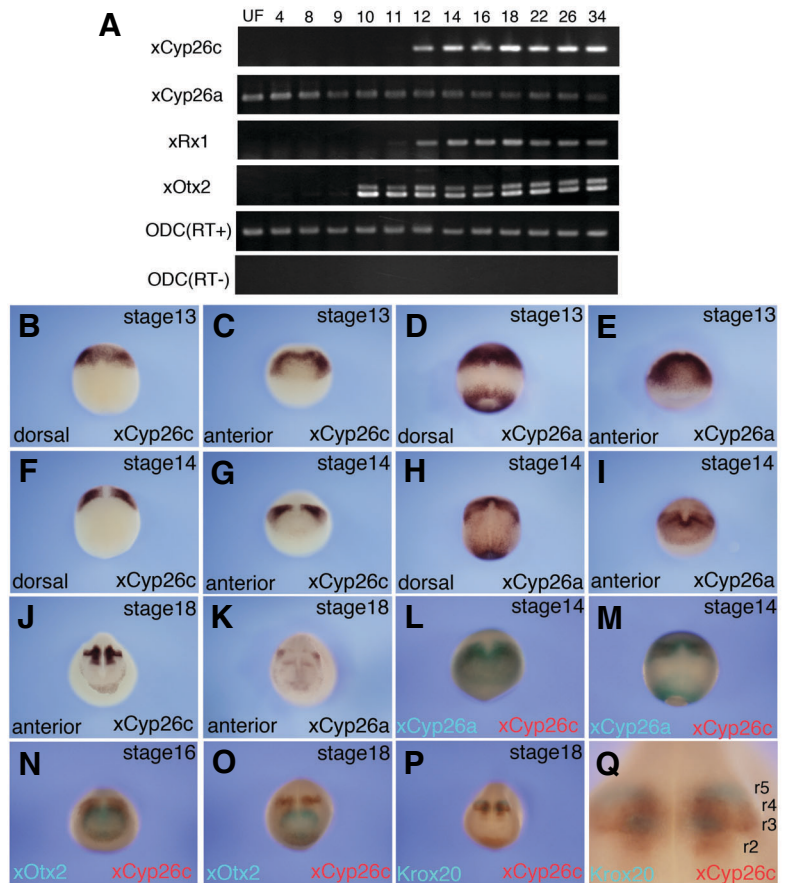 A
UF 4 8 9 10 11 12 14 16 18 22 26 34
xCyp26c
xCyp26a
xRx1
xOtx2
ODC(RT+)
ODC(RT-)
B stage13
dorsal xCyp26c
C stage13
anterior xCyp26c
D stage13
dorsal xCyp26a
E stage13
anterior xCyp26a
F stage14
dorsal xCyp26c
G stage14
anterior xCyp26c
H stage14
dorsal xCyp26a
I stage14
anterior xCyp26a
J stage18
anterior xCyp26c
K stage18
anterior xCyp26a
L stage14
xCyp26a xCyp26c
M stage14
xCyp26a xCyp26c
N stage16
xOtx2 xCyp26c
O stage18
xOtx2 xCyp26c
P stage18
Krox20 xCyp26c
Q
r5
r4
r3
r2
Krox20 xCyp26c